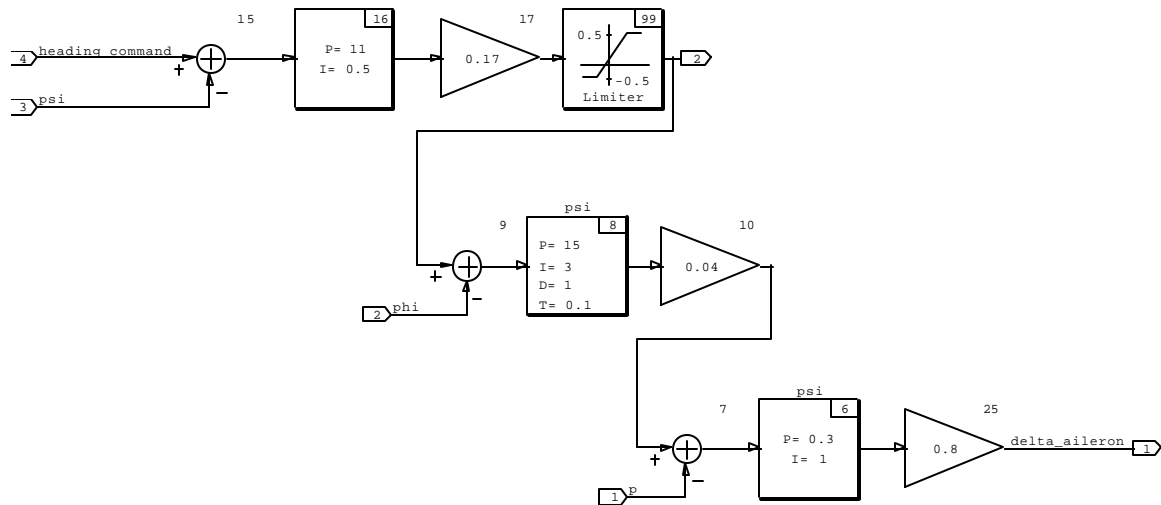 15 16 17 99
4 heading command + P= 11 0.17 0.5 2
I= 0.5
-0.5
3 psi − Limiter
psi
9 8 10
P= 15
+ I= 3 0.04
D= 1
2 phi − T= 0.1
psi
7 6 25
+ P= 0.3 0.8 delta_aileron 1
I= 1
1 p −